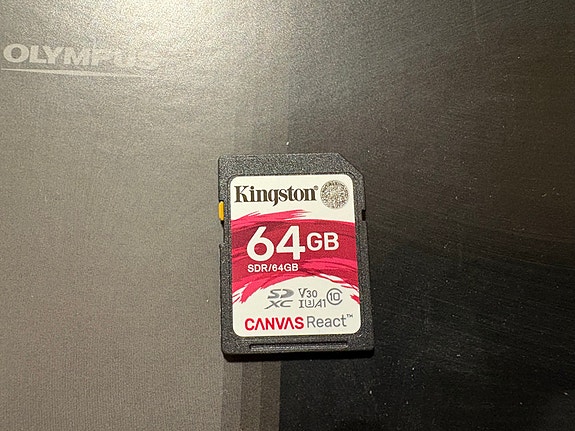 OLYMPUS
Kingston®
64GB
SDR/64GB
SD XC V30 I U3 A1 10
CANVAS React™